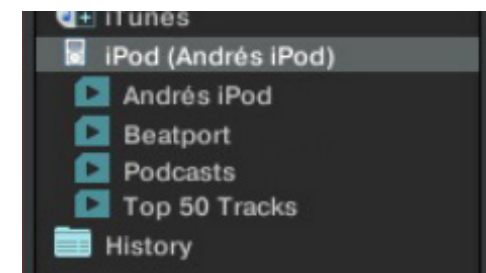 iTunes
iPod (Andrés iPod)
Andrés iPod
Beatport
Podcasts
Top 50 Tracks
History